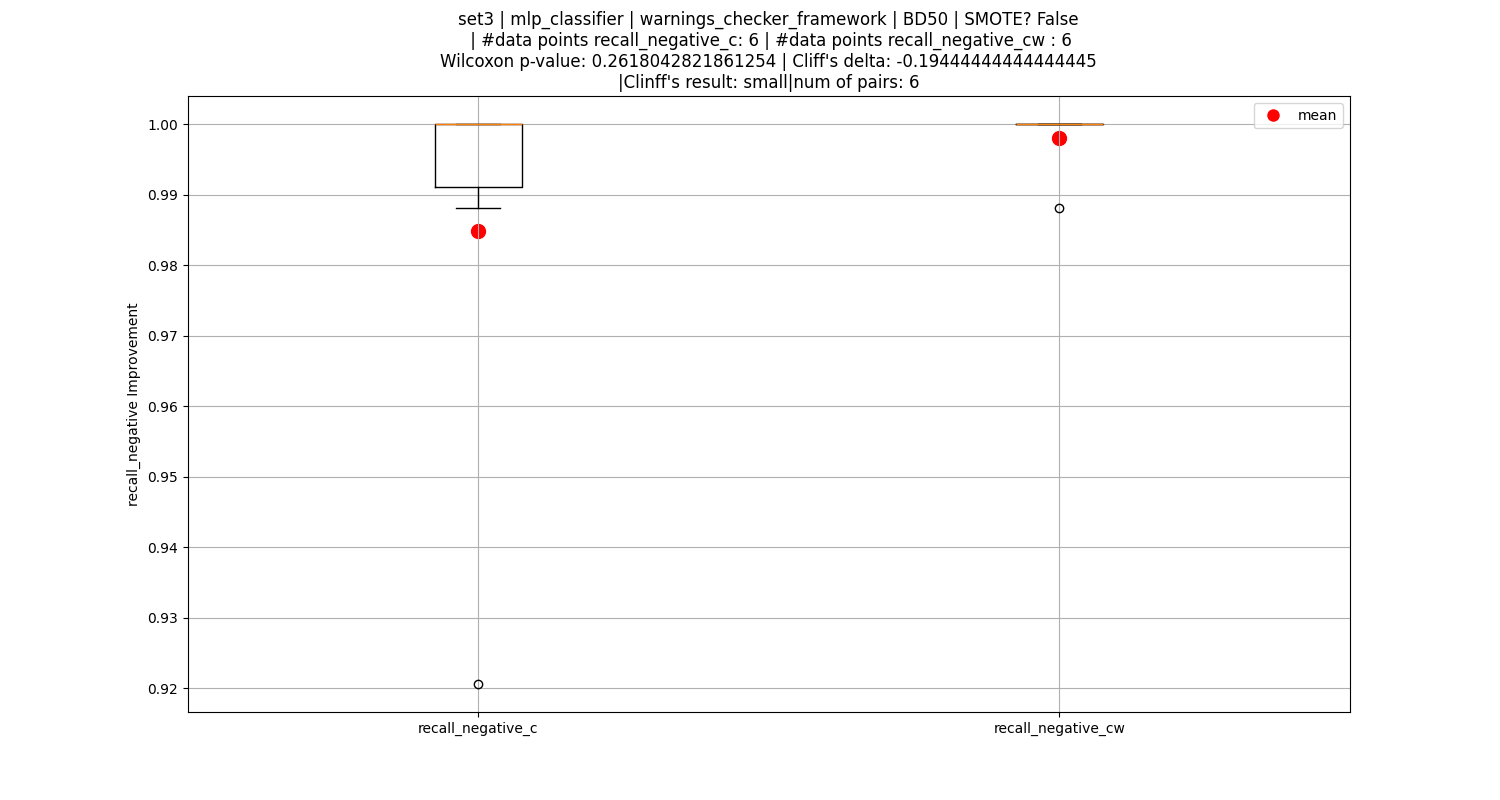 set3 | mlp_classifier | warnings_checker_framework | BD50 | SMOTE? False
| #data points recall_negative_c: 6 | #data points recall_negative_cw : 6
Wilcoxon p-value: 0.2618042821861254 | Cliff's delta: -0.19444444444444445
|Clinff's result: small|num of pairs: 6
mean
1.00
0.99
0.98
0.97
0.96
0.95
0.94
0.93
0.92
recall_negative Improvement
recall_negative_c
recall_negative_cw